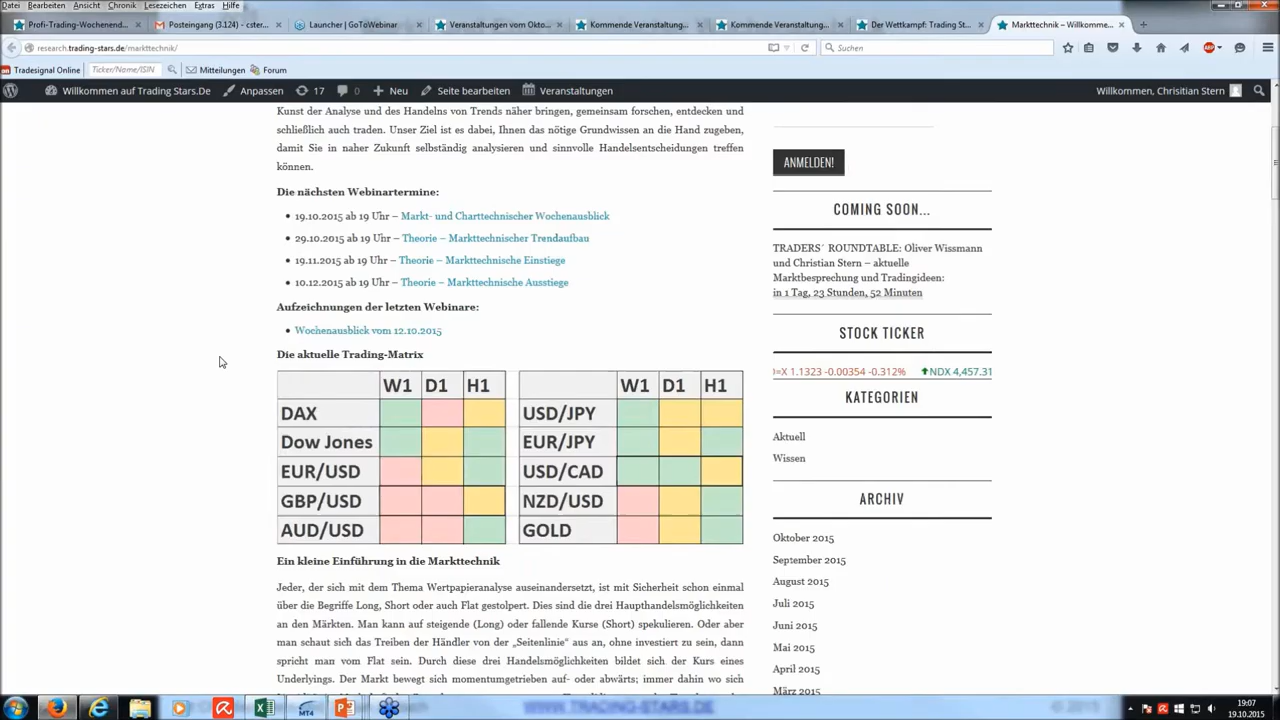 Datei Bearbeiten Ansicht Chronik Lesezeichen Extras Hilfe
Profi-Trading-Wochenend... Posteingang (3.124) - cster... Launcher | GoToWebinar Veranstaltungen vom Okto... Kommende Veranstaltung... Kommende Veranstaltung... Der Wettkampf: Trading St... Markttechnik – Willkomme...
research.trading-stars.de/markttechnik/ Suchen
Tradesignal Online Ticker/Name/ISIN Mitteilungen Forum
Willkommen auf Trading Stars.De Anpassen 17 0 Neu Seite bearbeiten Veranstaltungen Willkommen, Chrisitian Stern
Kunst der Analyse und des Handelns von Trends näher bringen, gemeinsam forschen, entdecken und
schließlich auch traden. Unser Ziel ist es dabei, Ihnen das nötige Grundwissen an die Hand zugeben,
damit Sie in naher Zukunft selbständig analysieren und sinnvolle Handelsentscheidungen treffen
können.
Die nächsten Webinartermine:
19.10.2015 ab 19 Uhr – Markt- und Charttechnischer Wochenausblick
29.10.2015 ab 19 Uhr – Theorie – Markttechnischer Trendaufbau
19.11.2015 ab 19 Uhr – Theorie – Markttechnische Einstiege
10.12.2015 ab 19 Uhr – Theorie – Markttechnische Ausstiege
Aufzeichnungen der letzten Webinare:
Wochenausblick vom 12.10.2015
Die aktuelle Trading-Matrix
W1 D1 H1 W1 D1 H1
DAX USD/JPY
Dow Jones EUR/JPY
EUR/USD USD/CAD
GBP/USD NZD/USD
AUD/USD GOLD
Ein kleine Einführung in die Markttechnik
Jeder, der sich mit dem Thema Wertpapieranalyse auseinandersetzt, ist mit Sicherheit schon einmal
über die Begriffe Long, Short oder auch Flat gestolpert. Dies sind die drei Haupthandelsmöglichkeiten
an den Märkten. Man kann auf steigende (Long) oder fallende Kurse (Short) spekulieren. Oder aber
man schaut sich das Treiben der Händler von der „Seitenlinie“ aus an, ohne investiert zu sein, dann
spricht man vom Flat sein. Durch diese drei Handelsmöglichkeiten bildet sich der Kurs eines
Underlyings. Der Markt bewegt sich momentumgetrieben auf- oder abwärts; immer dahin wo sich
ANMELDEN!
COMING SOON...
TRADERS´ ROUNDTABLE: Oliver Wissmann
und Christian Stern – aktuelle
Marktbesprechung und Tradingideen:
in 1 Tag, 23 Stunden, 52 Minuten
STOCK TICKER
D=X 1.1323 -0.00354 -0.312% NDX 4,457.31
KATEGORIEN
Aktuell
Wissen
ARCHIV
Oktober 2015
September 2015
August 2015
Juli 2015
Juni 2015
Mai 2015
April 2015
März 2015
MT4
WWW.TRADING-STARS.DE
19:07
19.10.2015